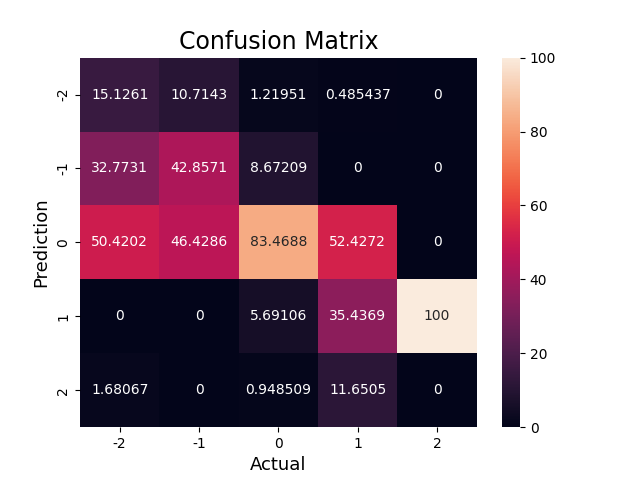 Confusion Matrix
-2 15.1261 10.7143 1.21951 0.485437 0
-1 32.7731 42.8571 8.67209 0 0
0 50.4202 46.4286 83.4688 52.4272 0
1 0 0 5.69106 35.4369 100
2 1.68067 0 0.948509 11.6505 0
-2 -1 0 1 2
Actual
Prediction
100
80
60
40
20
0